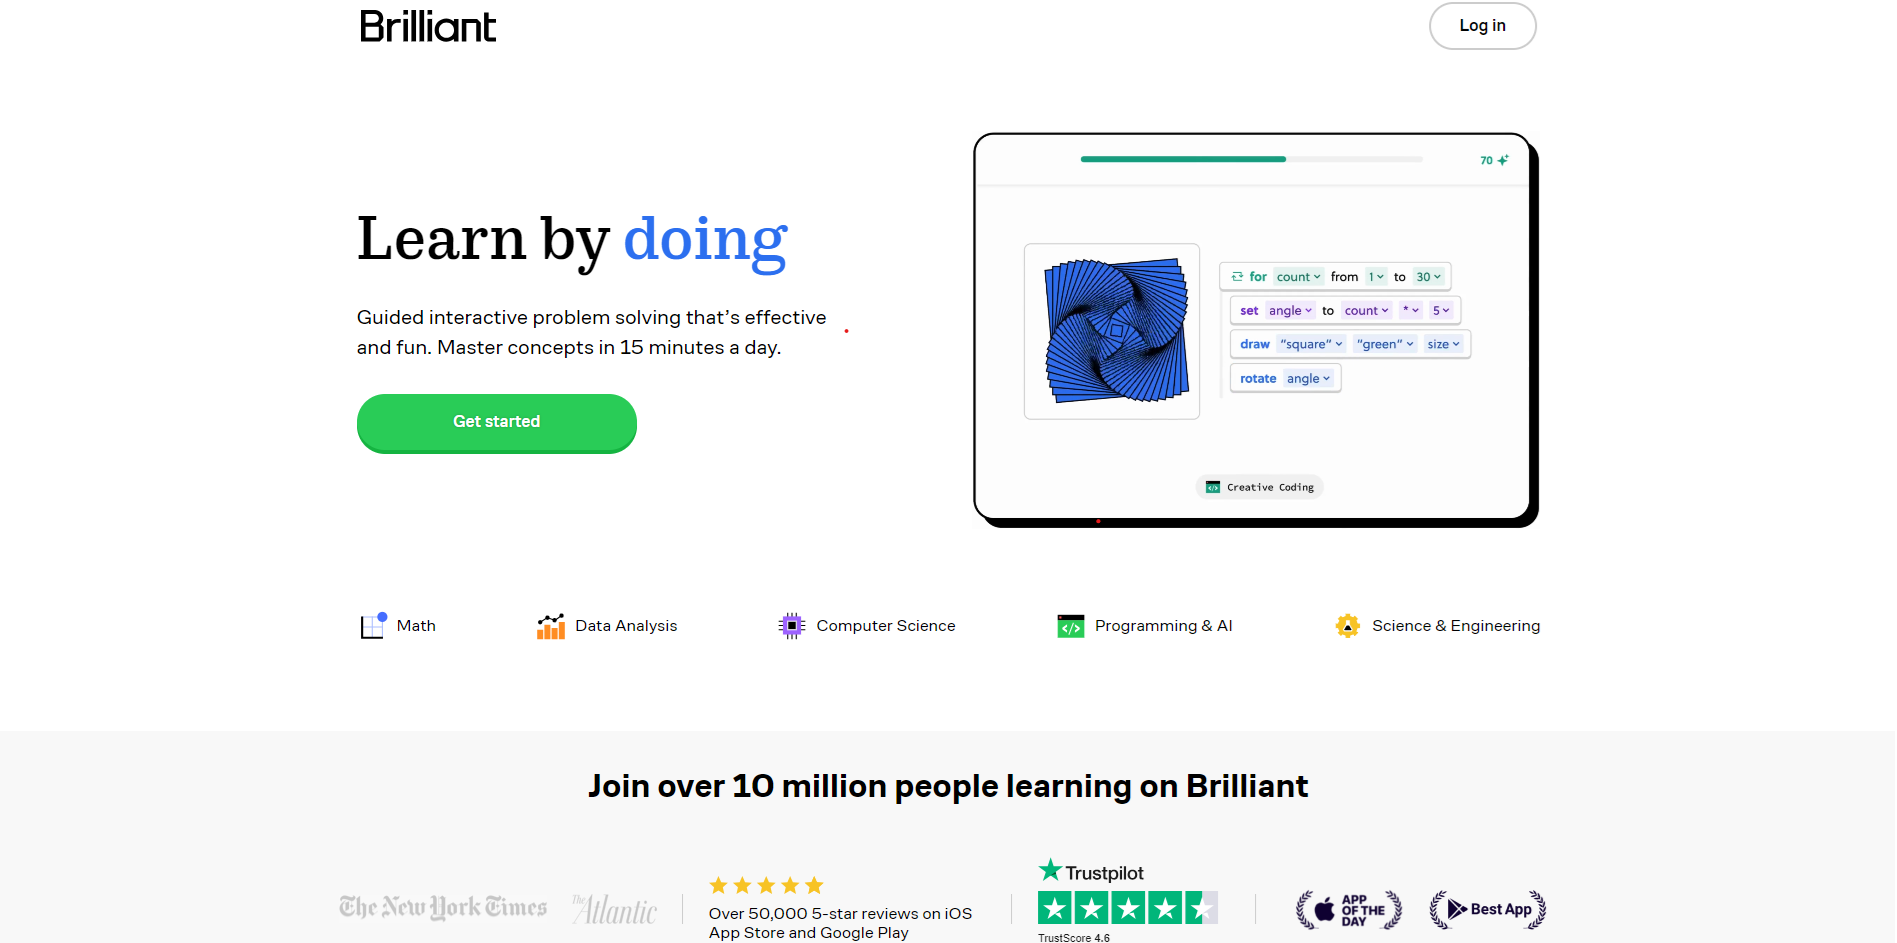 Brilliant
Log in
70
Learn by doing
for count from 1 to 30
set angle to count * 5
Guided interactive problem solving that's effective
and fun. Master concepts in 15 minutes a day.
draw "square" "green" size
rotate angle
Get started
Creative Coding
Math
Data Analysis
Computer Science
Programming & AI
Science & Engineering
Join over 10 million people learning on Brilliant
The New York Times
The Atlantic
Over 50,000 5-star reviews on iOS
App Store and Google Play
Trustpilot
TrustScore 4.6
APP
OF THE
DAY
Best App